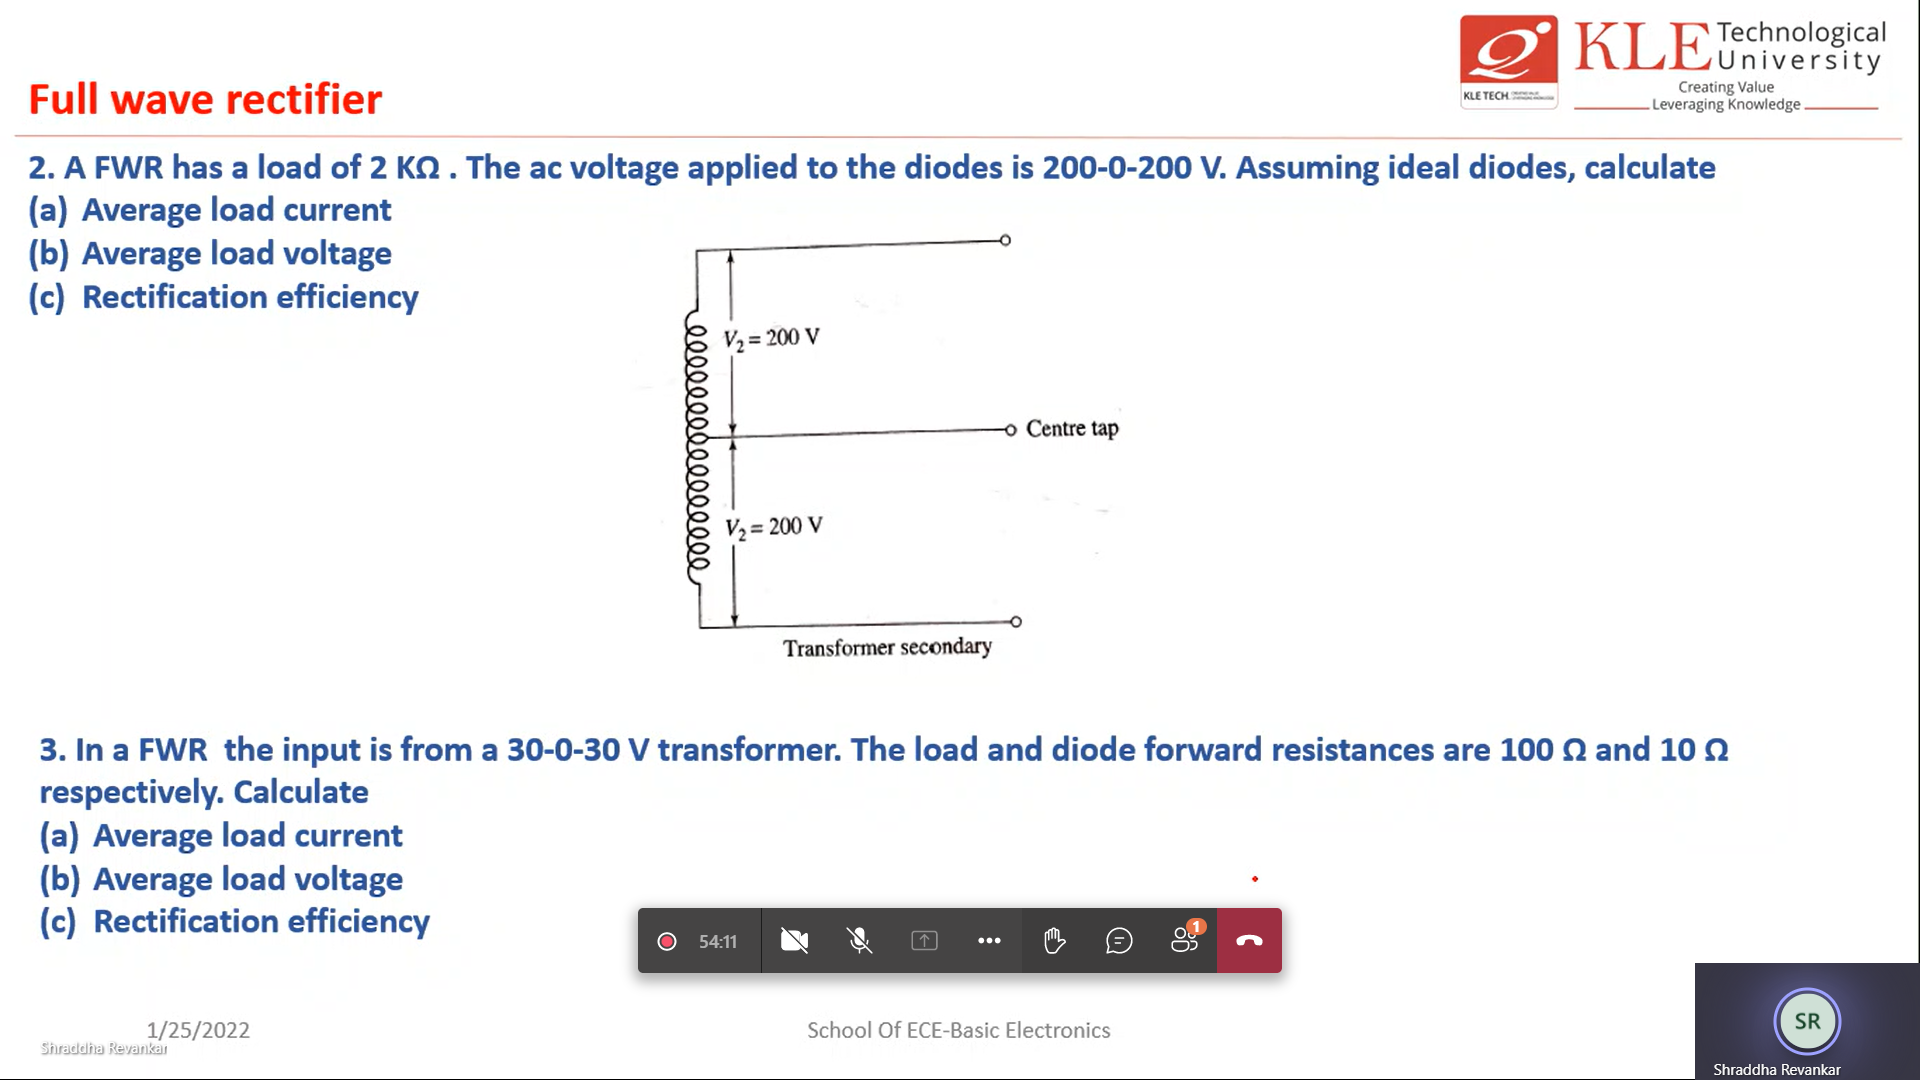 KLE Technological University
Creating Value
Leveraging Knowledge
KLE TECH.
Full wave rectifier
2. A FWR has a load of 2 KΩ . The ac voltage applied to the diodes is 200-0-200 V. Assuming ideal diodes, calculate
(a) Average load current
(b) Average load voltage
(c) Rectification efficiency
V2 = 200 V
Centre tap
V2 = 200 V
Transformer secondary
3. In a FWR the input is from a 30-0-30 V transformer. The load and diode forward resistances are 100 Ω and 10 Ω
respectively. Calculate
(a) Average load current
(b) Average load voltage
(c) Rectification efficiency
54:11
1
1/25/2022
School Of ECE-Basic Electronics
Shraddha Revankar
SR
Shraddha Revankar